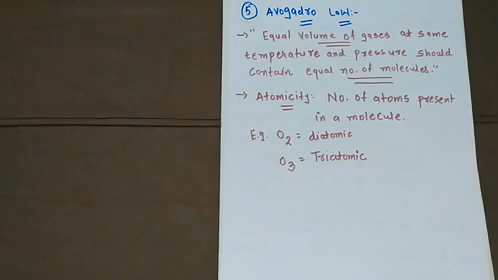 5 Avogadro Law:-
→" Equal Volume of gases at same
temperature and pressure should
contain equal no. of molecules."
→ Atomicity: No. of atoms present
in a molecule.
E.g. O2 = diatomic
O3 = Triatomic